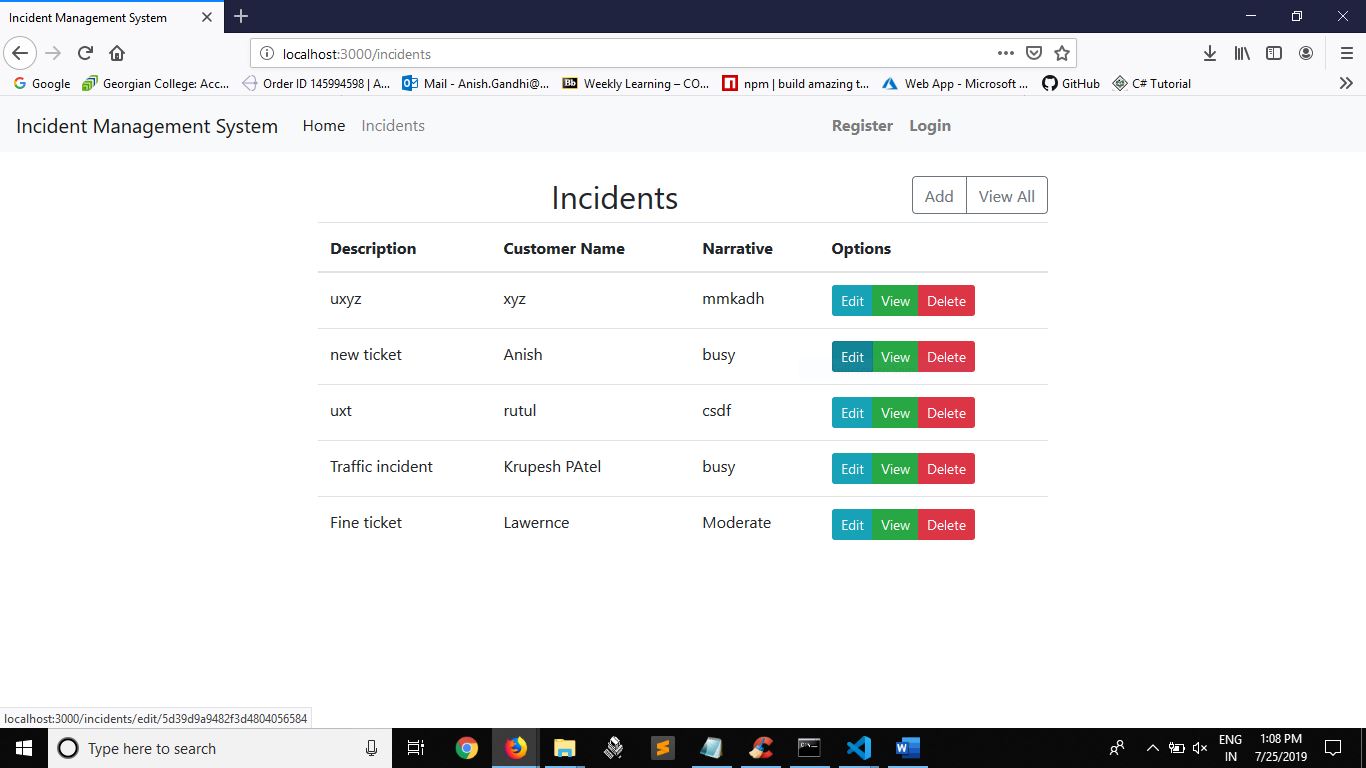 Incident Management System
localhost:3000/incidents
Google Georgian College: Acc... Order ID 145994598 | A... Mail - Anish.Gandhi@... Bb Weekly Learning – CO... npm | build amazing t... Web App - Microsoft ... GitHub C# Tutorial
Incident Management System Home Incidents Register Login
Incidents Add View All
Description Customer Name Narrative Options
uxyz xyz mmkadh Edit View Delete
new ticket Anish busy Edit View Delete
uxt rutul csdf Edit View Delete
Traffic incident Krupesh PAtel busy Edit View Delete
Fine ticket Lawernce Moderate Edit View Delete
localhost:3000/incidents/edit/5d39d9a9482f3d4804056584
Type here to search ENG 1:08 PM
IN 7/25/2019